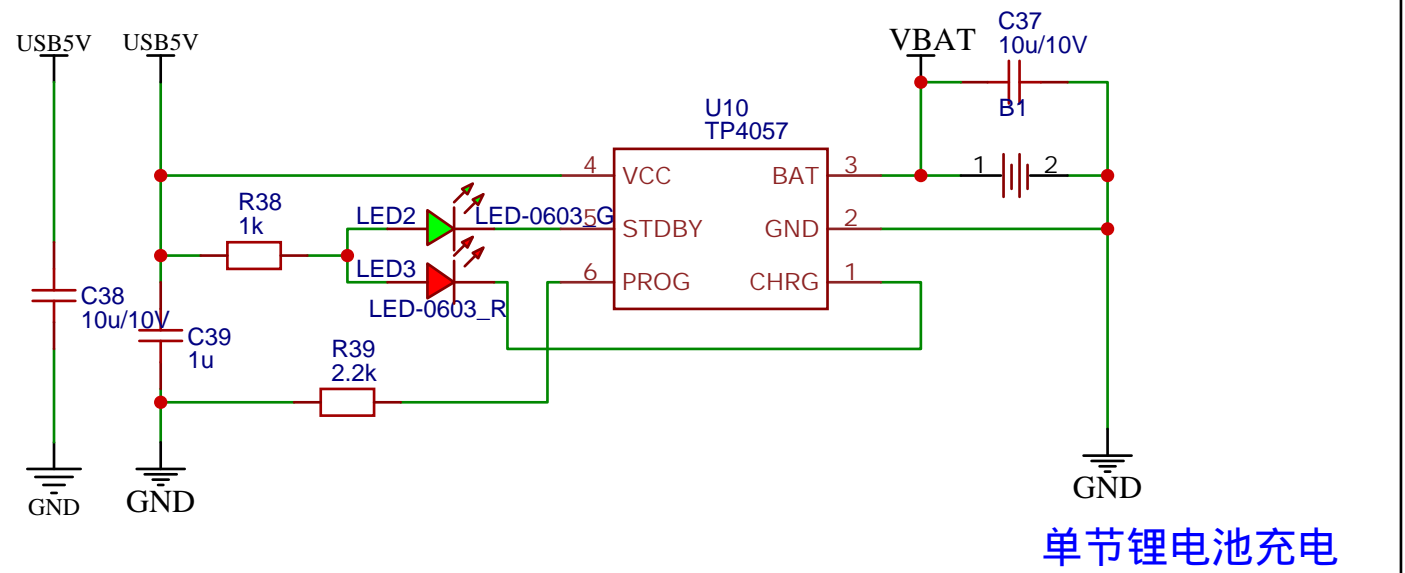 USB5V
USB5V
VBAT
C37
10u/10V
B1
U10
TP4057
4
VCC
BAT
3
1
2
R38
1k
LED2
LED-0603_G
5
STDBY
GND
2
LED3
LED-0603_R
6
PROG
CHRG
1
C38
10u/10V
C39
1u
R39
2.2k
GND
GND
GND
单节锂电池充电